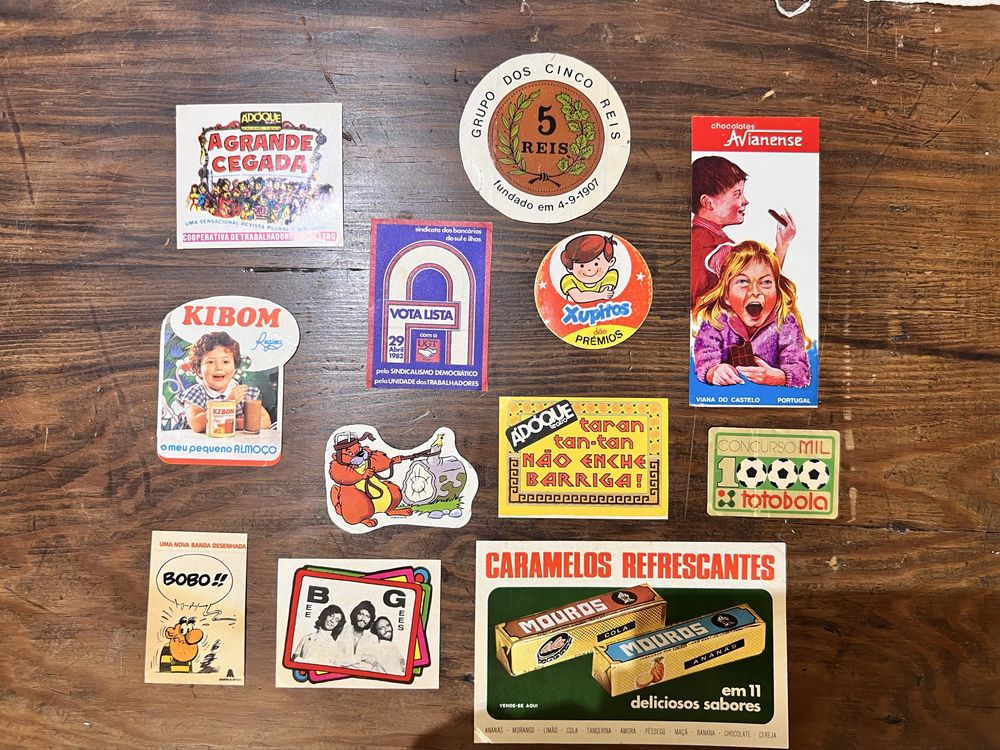 ADÓQUE
A GRANDE
CEGADA
UMA SENSACIONAL REVISTA
COOPERATIVA DE TRABALHADORES
GRUPO DOS CINCO REIS
5
REIS
fundado em 4-9-1907
chocolates
Avianense
VIANA DO CASTELO PORTUGAL
sindicato dos bancários
do sul e ilhas
VOTA LISTA
29
Abril
1982
com a
UGT
pelo SINDICALISMO DEMOCRÁTICO
pela UNIDADE dos TRABALHADORES
Xupitos
dão
PRÉMIOS
KIBOM
Regina
KIBOM
o meu pequeno ALMOÇO
ADÓQUE
teatro
taran
tan-tan
NÃO ENCHE
BARRIGA!
CONCURSO MIL
1000
totobola
UMA NOVA BANDA DESENHADA
BOBO!!
BEE
GEES
CARAMELOS REFRESCANTES
MOUROS
COLA
MOUROS
ANANÁS
em 11
deliciosos sabores
VENDE-SE AQUI
ANANÁS - MORANGO - LIMÃO - COLA - TANGERINA - AMORA - PÊSSEGO - MAÇÃ - BANANA - CHOCOLATE - CEREJA